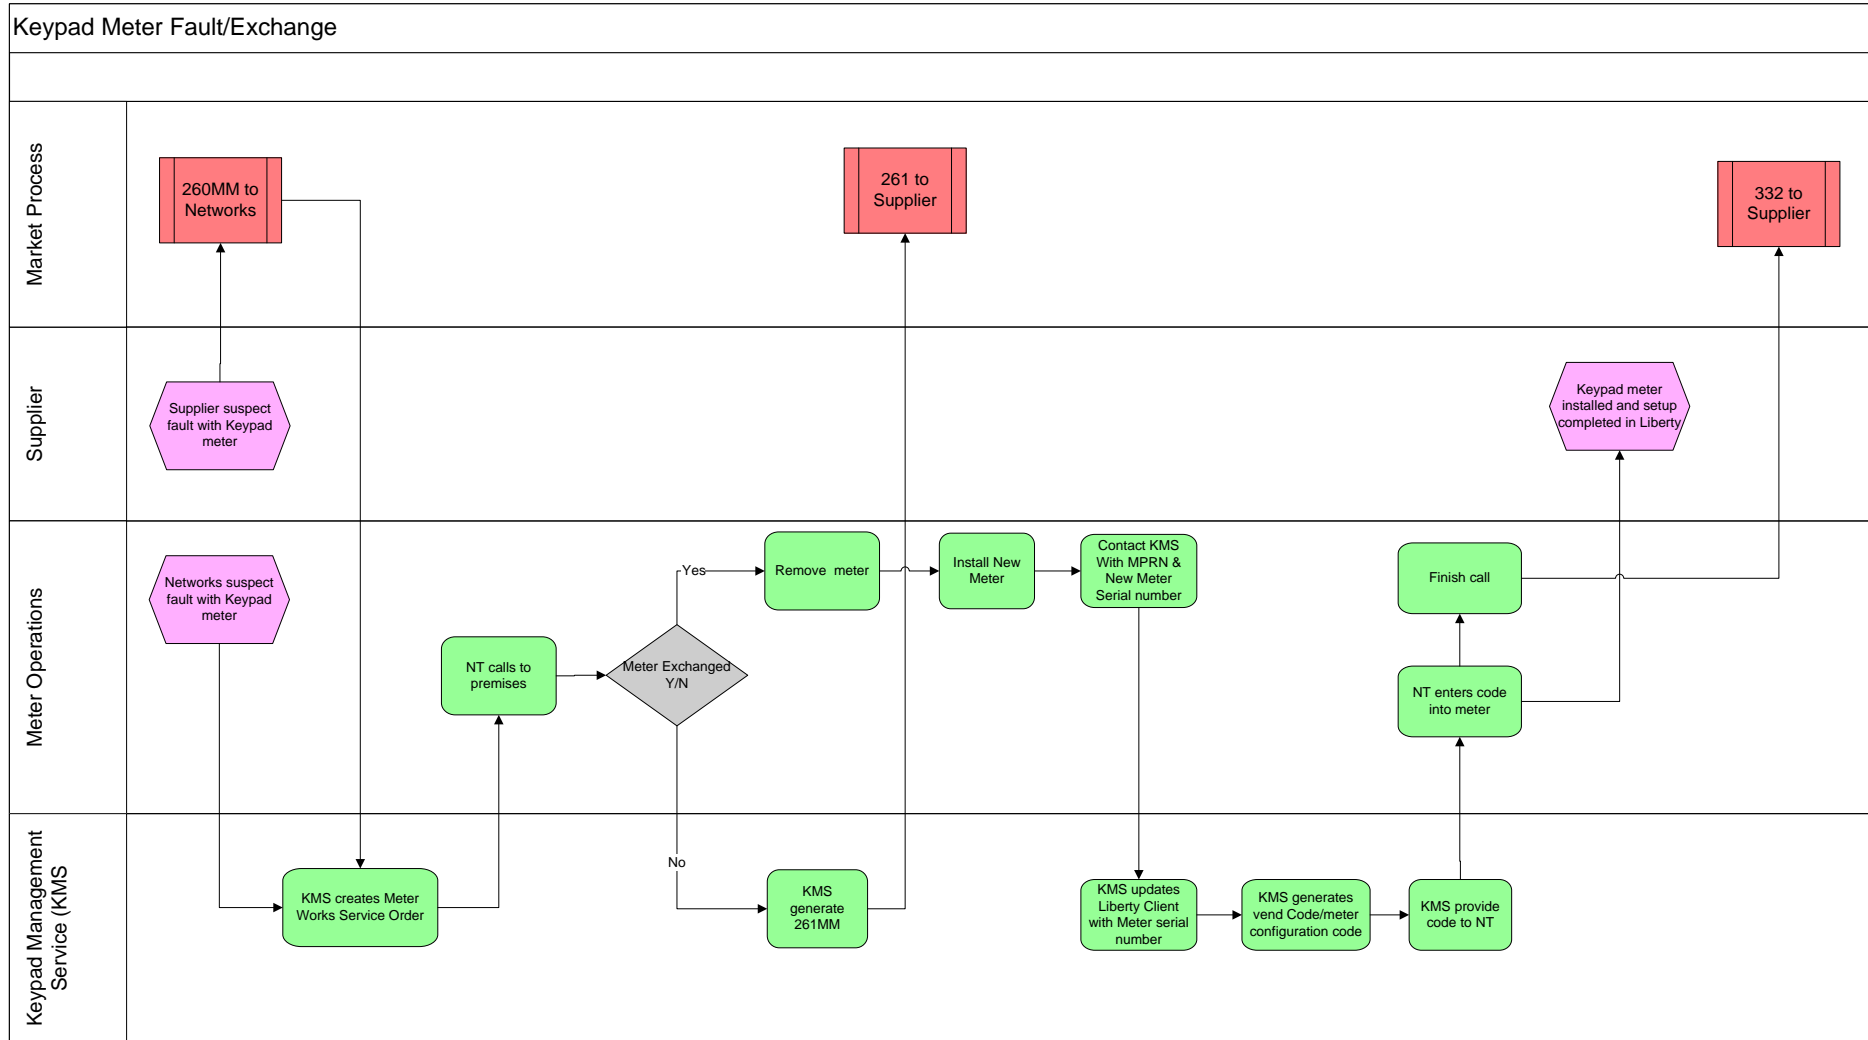 Keypad Meter Fault/Exchange
Market Process
260MM to
Networks
261 to
Supplier
332 to
Supplier
Supplier
Supplier suspect
fault with Keypad
meter
Keypad meter
installed and setup
completed in Liberty
Meter Operations
Networks suspect
fault with Keypad
meter
NT calls to
premises
Meter Exchanged
Y/N
Yes
No
Remove meter
Install New
Meter
Contact KMS
With MPRN &
New Meter
Serial number
Finish call
NT enters code
into meter
Keypad Management
Service (KMS
KMS creates Meter
Works Service Order
KMS
generate
261MM
KMS updates
Liberty Client
with Meter serial
number
KMS generates
vend Code/meter
configuration code
KMS provide
code to NT